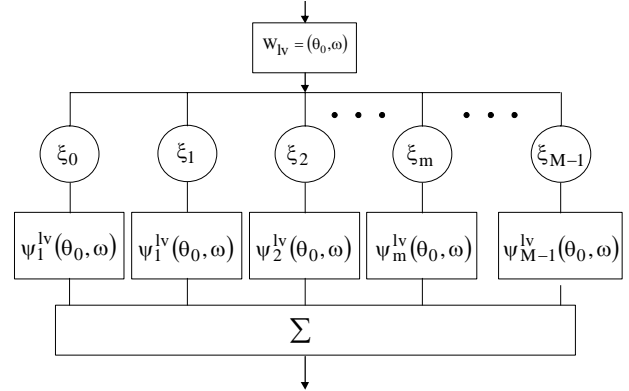 W_lv = (θ_0,ω)
• • • • • •
ξ_0 ξ_1 ξ_2 ξ_m ξ_M−1
ψ_1^lv(θ_0,ω) ψ_1^lv(θ_0,ω) ψ_2^lv(θ_0,ω) ψ_m^lv(θ_0,ω) ψ_M−1^lv(θ_0,ω)
Σ